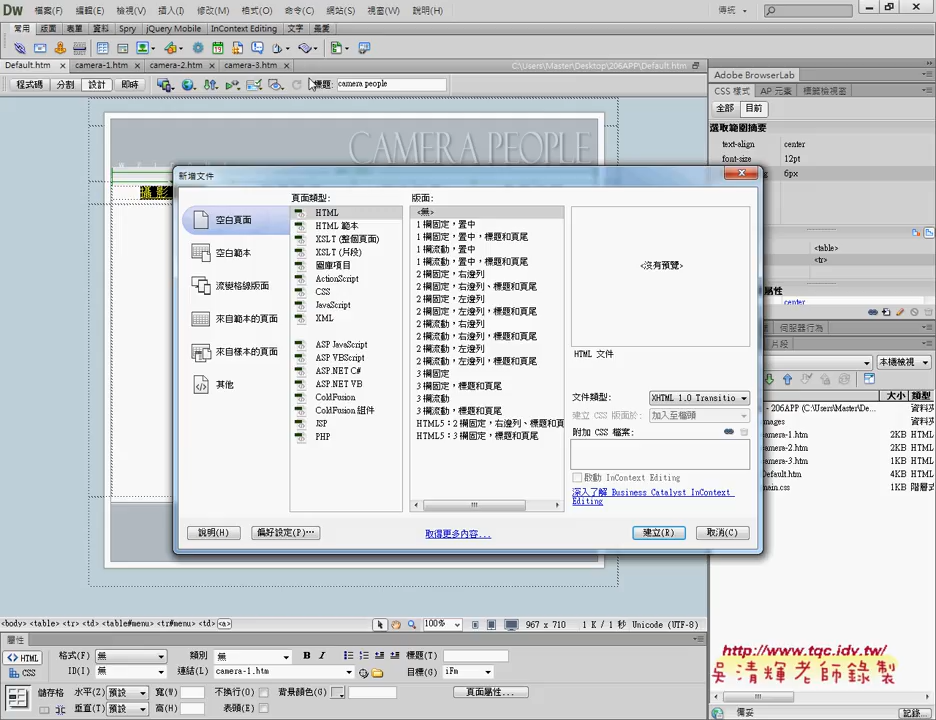 Dw 檔案(F) 編輯(E) 檢視(V) 插入(I) 修改(M) 格式(O) 命令(C) 網站(S) 視窗(W) 說明(H)
常用 版面 表單 資料 Spry jQuery Mobile InContext Editing 文字 最愛
Default.htm × camera-1.htm × camera-2.htm × camera-3.htm × C:\Users\Master\Desktop\206APP\Default.htm
程式碼 分割 設計 即時 標題: camera people
Adobe BrowserLab
CSS 樣式 AP 元素 標籤檢視器
全部 目前
選取範圍摘要
text-align center
font-size 12pt
6px
<table>
<tr>
center
伺服器行為
片段
本機檢視
大小 類型
- 206APP (C:\Users\Master\De...
camera-1.htm 2KB HTML
camera-2.htm 2KB HTML
camera-3.htm 1KB HTML
Default.htm 4KB HTML
main.css 1KB 階層式
CAMERA PEOPLE
攝影
新增文件
空白頁面
空白範本
流變格線版面
來自範本的頁面
來自樣本的頁面
其他
頁面類型:
HTML
HTML 範本
XSLT (整個頁面)
XSLT (片段)
圖庫項目
ActionScript
CSS
JavaScript
XML
ASP JavaScript
ASP VBScript
ASP.NET C#
ASP.NET VB
ColdFusion
ColdFusion 組件
JSP
PHP
版面:
<無>
1 欄固定，置中
1 欄固定，置中，標題和頁尾
1 欄流動，置中
1 欄流動，置中，標題和頁尾
2 欄固定，右邊列
2 欄固定，右邊列、標題和頁尾
2 欄固定，左邊列
2 欄固定，左邊列、標題和頁尾
2 欄流動，右邊列
2 欄流動，右邊列、標題和頁尾
2 欄流動，左邊列
2 欄流動，左邊列、標題和頁尾
3 欄固定
3 欄固定，標題和頁尾
3 欄流動
3 欄流動，標題和頁尾
HTML5：2 欄固定，右邊列、標題和頁
HTML5：3 欄固定，標題和頁尾
<沒有預覽>
HTML 文件
文件類型: XHTML 1.0 Transitio
建立 CSS 版面於: 加入至檔頭
附加 CSS 檔案:
啟動 InContext Editing
深入了解 Business Catalyst InContext
Editing
說明(H) 偏好設定(P)... 取得更多內容... 建立(R) 取消(C)
<body> <table> <tr> <td> <table#menu> <tr#menu> <td> <a> 100% 967 x 710 1 K / 1 秒 Unicode (UTF-8)
屬性
HTML 格式(F) 無 類別 無 B I 標題(T)
CSS ID(I) 無 連結(L) camera-1.htm 目標(G) iFm
儲存格 水平(Z) 預設 寬(W) 不換行(O) 背景顏色(G) 頁面屬性...
垂直(T) 預設 高(H) 表頭(E)
http://www.tqc.idv.tw/
吳清輝老師錄製
備妥 記錄...